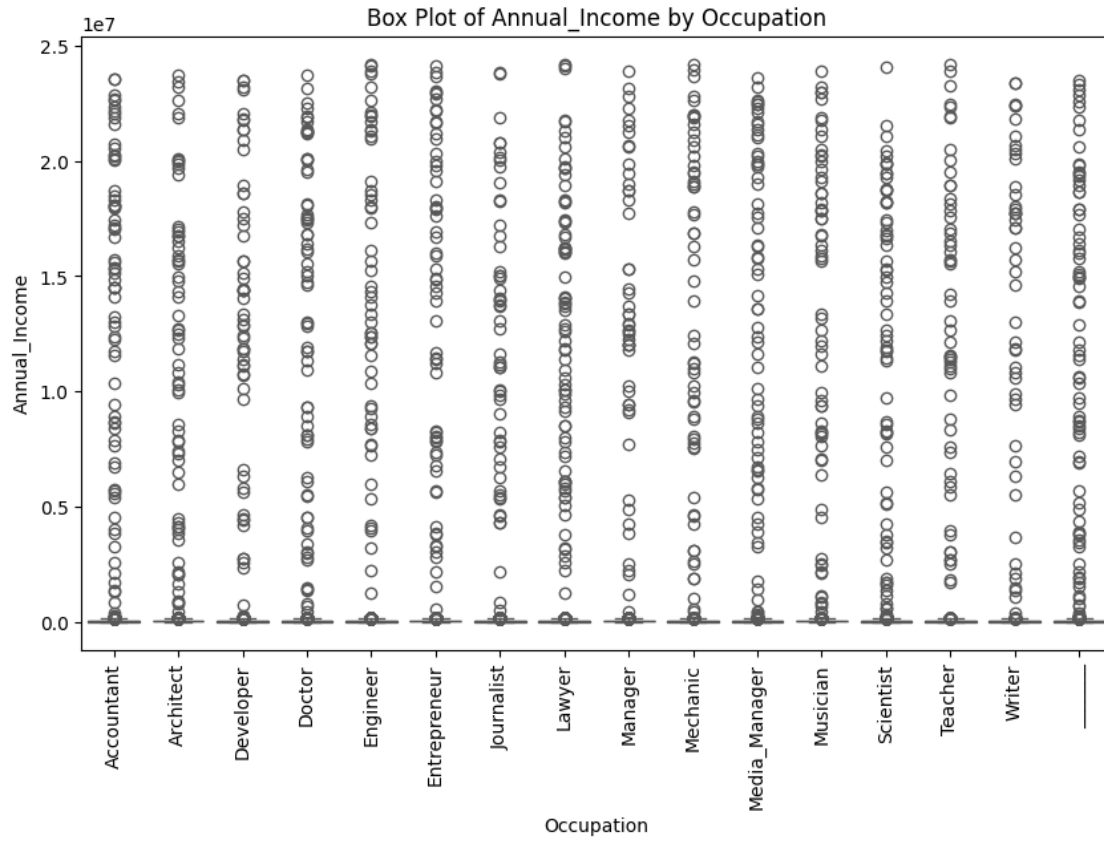 Box Plot of Annual_Income by Occupation
1e7
2.5
2.0
1.5
1.0
0.5
0.0
Annual_Income
Accountant
Architect
Developer
Doctor
Engineer
Entrepreneur
Journalist
Lawyer
Manager
Mechanic
Media_Manager
Musician
Scientist
Teacher
Writer
_______
Occupation